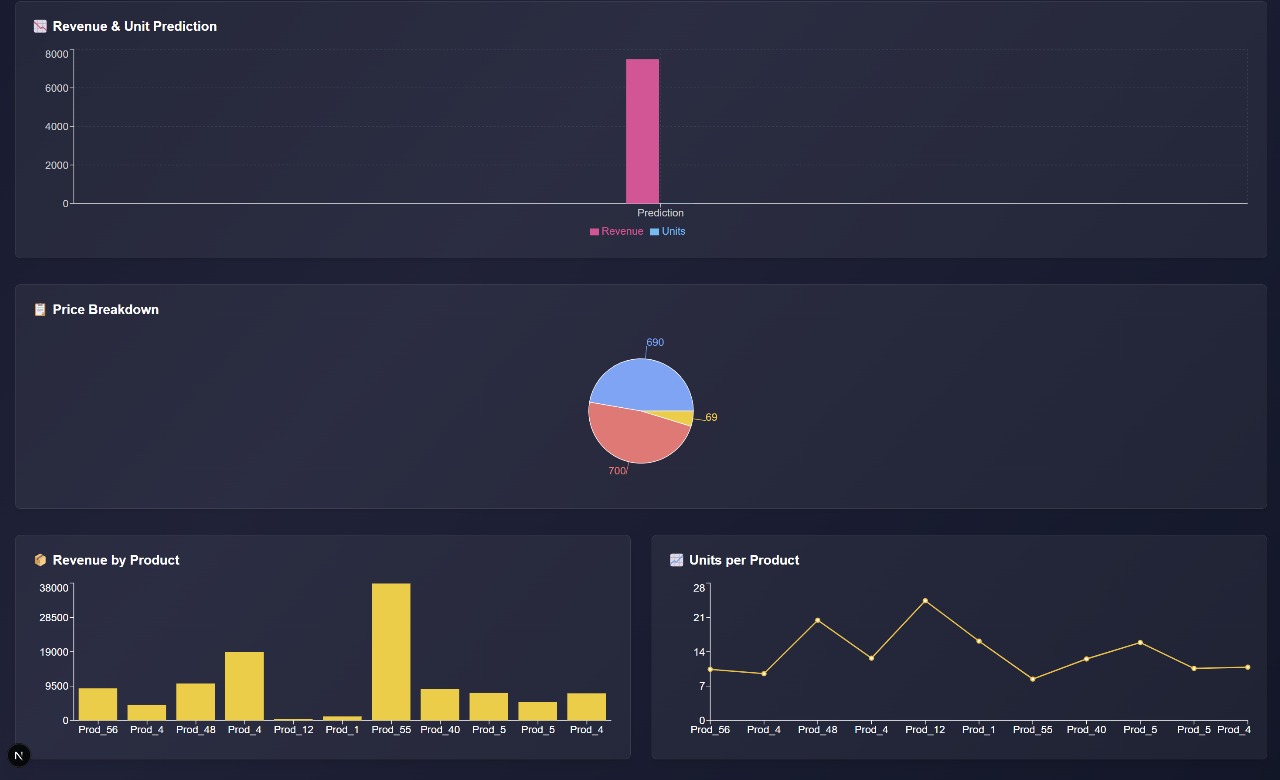 Revenue & Unit Prediction
8000
6000
4000
2000
0
Prediction
Revenue Units
Price Breakdown
690
69
700
Revenue by Product
38000
28500
19000
9500
0
Prod_56 Prod_4 Prod_48 Prod_4 Prod_12 Prod_1 Prod_55 Prod_40 Prod_5 Prod_5 Prod_4
Units per Product
28
21
14
7
0
Prod_56 Prod_4 Prod_48 Prod_4 Prod_12 Prod_1 Prod_55 Prod_40 Prod_5 Prod_5 Prod_4
N